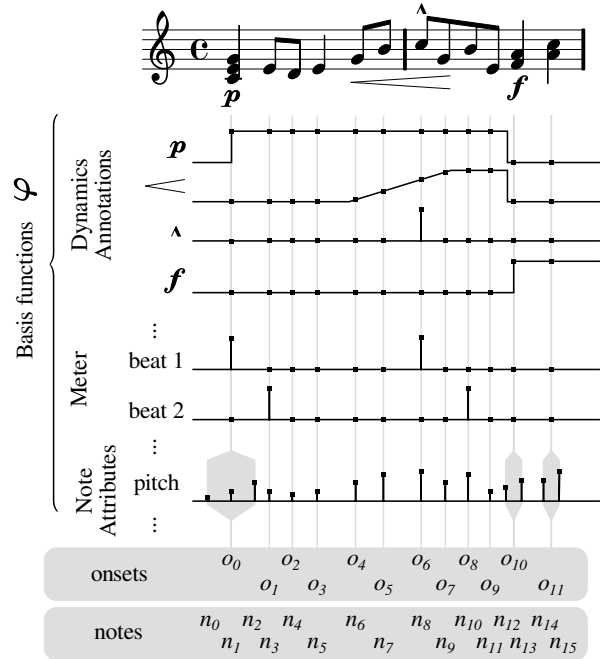 p f
p
Dynamics
Annotations
f
φ
Basis functions
⋮
Meter
beat 1
beat 2
⋮
Note
Attributes
pitch
⋮
onsets o0 o2 o4 o6 o8 o10
o1 o3 o5 o7 o9 o11
notes n0 n2 n4 n6 n8 n10 n12 n14
n1 n3 n5 n7 n9 n11 n13 n15